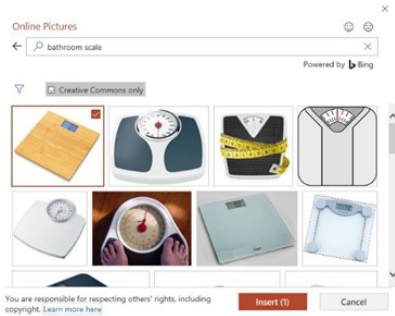 Online Pictures
bathroom scale
Powered by Bing
Creative Commons only
You are responsible for respecting others' rights, including
copyright. Learn more here
Insert (1)
Cancel